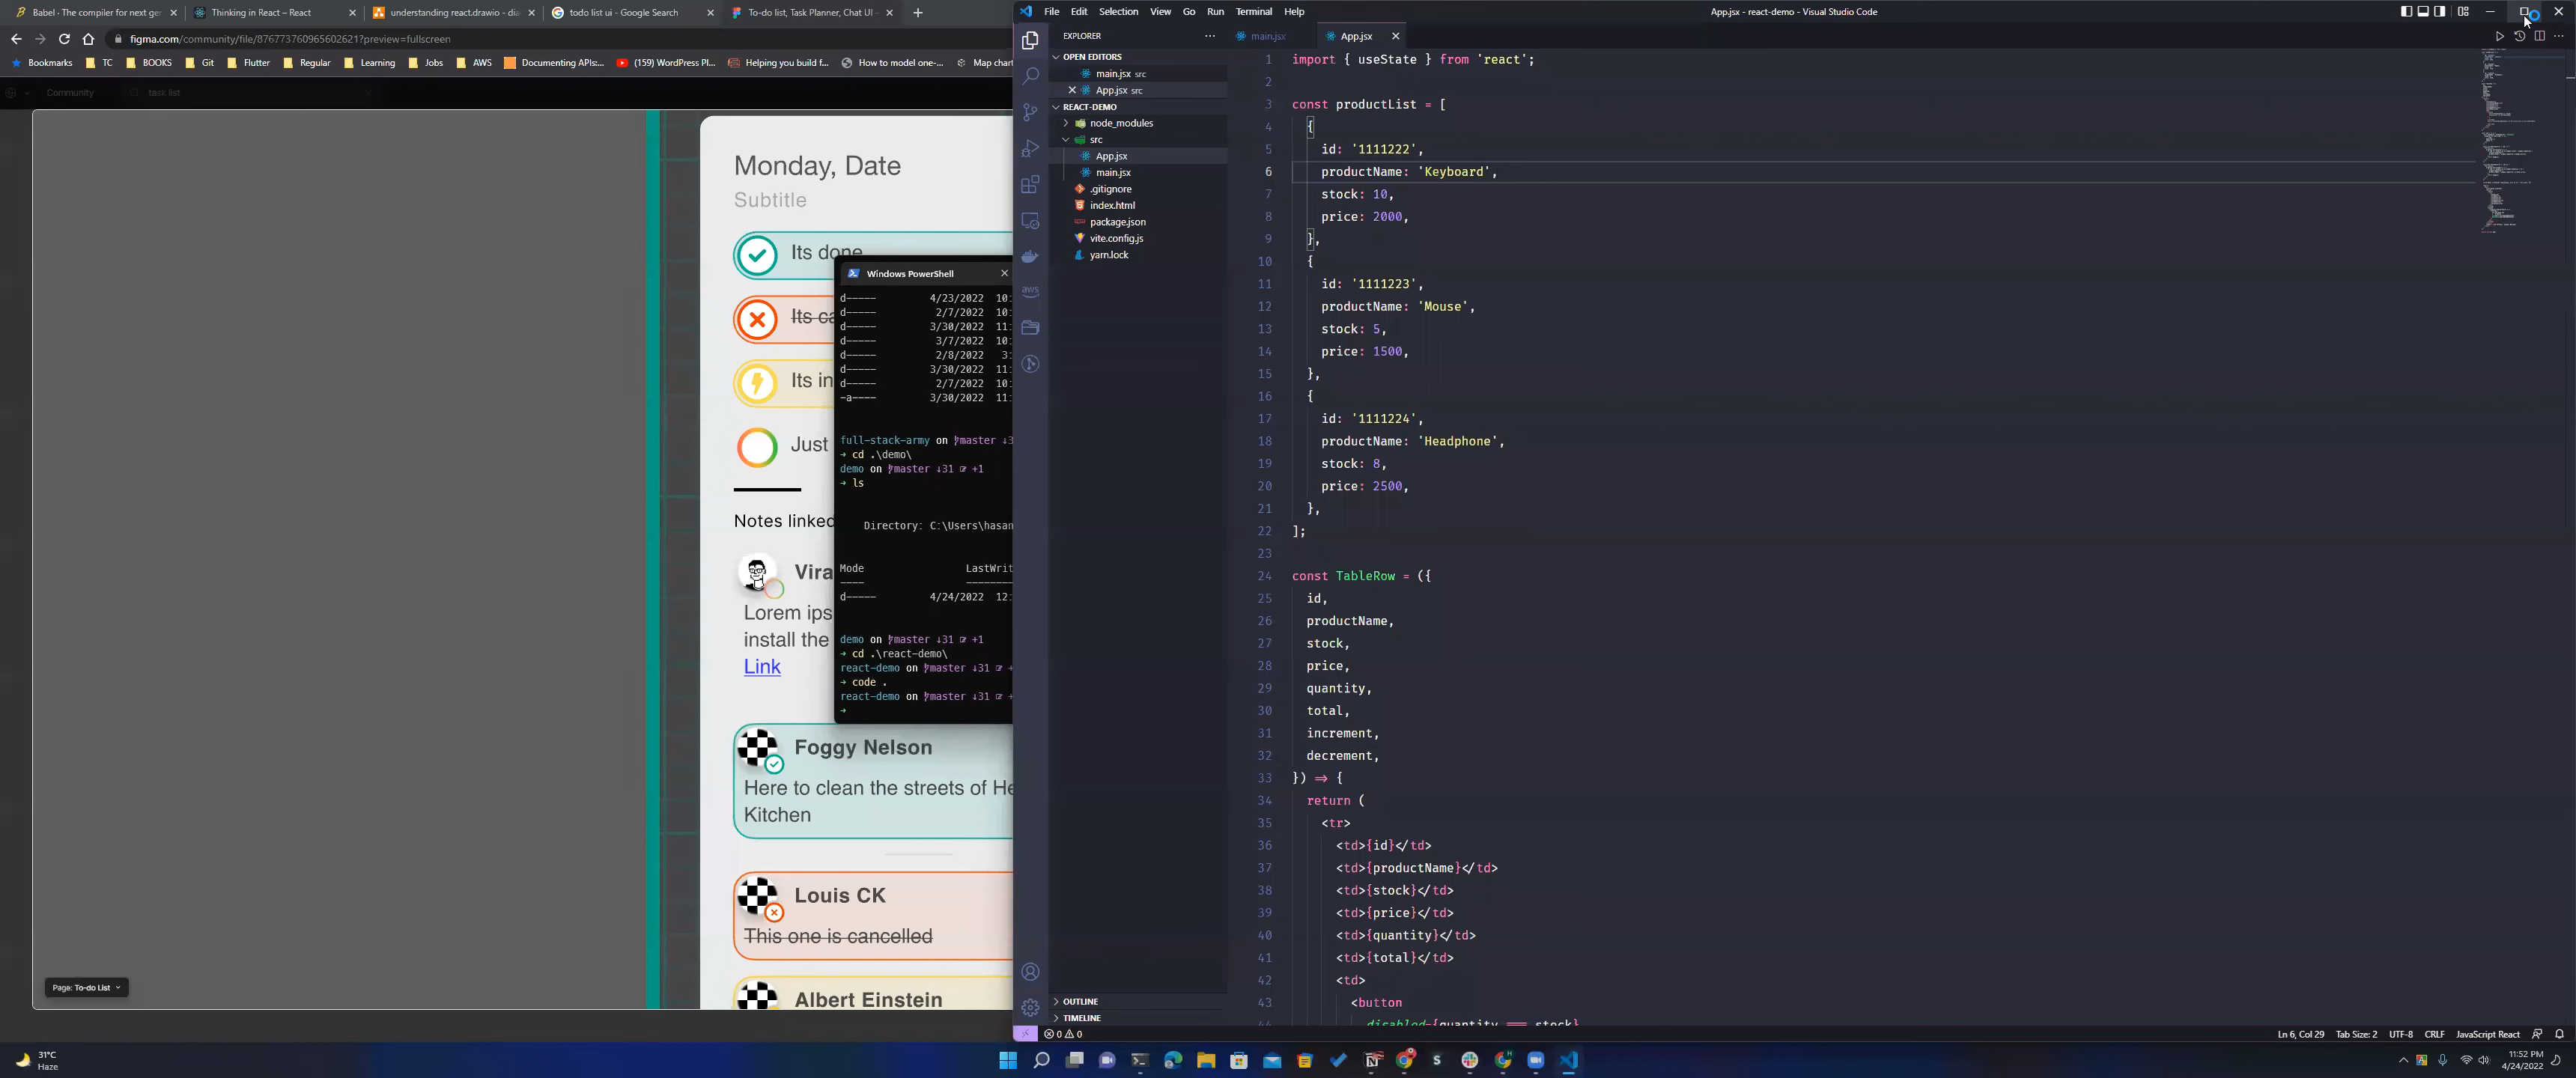 Babel · The compiler for next ger
Thinking in React – React
understanding react.drawio - dia
todo list ui - Google Search
To-do list, Task Planner, Chat UI -
figma.com/community/file/876773760965602621?preview=fullscreen
Bookmarks TC BOOKS Git Flutter Regular Learning Jobs AWS Documenting APIs:... (159) WordPress Pl... Helping you build f... How to model one-... Map chart
Community task list
Monday, Date
Subtitle
Its done
Its ca
Its in
Just
Notes linked
Vira
Lorem ips
install the
Link
Foggy Nelson
Here to clean the streets of He
Kitchen
Louis CK
This one is cancelled
Albert Einstein
Page: To-do List
Windows PowerShell
d----- 4/23/2022 10:
d----- 2/7/2022 10:
d----- 3/30/2022 11:
d----- 3/7/2022 10:
d----- 2/8/2022 3:
d----- 3/30/2022 11:
d----- 2/7/2022 10:
-a---- 3/30/2022 11:
full-stack-army on master ↓3
➜ cd .\demo\
demo on master ↓31 +1
➜ ls
Directory: C:\Users\hasan
Mode LastWrit
---- --------
d----- 4/24/2022 12:
demo on master ↓31 +1
➜ cd .\react-demo\
react-demo on master ↓31 +
➜ code .
react-demo on master ↓31 +
➜
File Edit Selection View Go Run Terminal Help
App.jsx - react-demo - Visual Studio Code
EXPLORER
OPEN EDITORS
main.jsx src
App.jsx src
REACT-DEMO
node_modules
src
App.jsx
main.jsx
.gitignore
index.html
package.json
vite.config.js
yarn.lock
aws
OUTLINE
TIMELINE
main.jsx App.jsx
1 import { useState } from 'react';
2
3 const productList = [
4 {
5 id: '1111222',
6 productName: 'Keyboard',
7 stock: 10,
8 price: 2000,
9 },
10 {
11 id: '1111223',
12 productName: 'Mouse',
13 stock: 5,
14 price: 1500,
15 },
16 {
17 id: '1111224',
18 productName: 'Headphone',
19 stock: 8,
20 price: 2500,
21 },
22 ];
23
24 const TableRow = ({
25 id,
26 productName,
27 stock,
28 price,
29 quantity,
30 total,
31 increment,
32 decrement,
33 }) => {
34 return (
35 <tr>
36 <td>{id}</td>
37 <td>{productName}</td>
38 <td>{stock}</td>
39 <td>{price}</td>
40 <td>{quantity}</td>
41 <td>{total}</td>
42 <td>
43 <button
44 disabled={quantity === stock}
0 0
Ln 6, Col 29 Tab Size: 2 UTF-8 CRLF JavaScript React
31°C
Haze
11:52 PM
4/24/2022